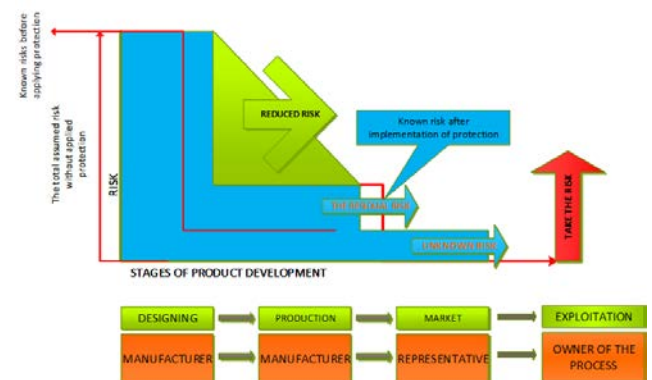 Known risks before
applying protection
The total assumed risk
without applied
protection
RISK
REDUCED RISK
Known risk after
implementation of protection
RISK
UNKNOWN RISK
TAKE THE RISK
STAGES OF PRODUCT DEVELOPMENT
DESIGNING
PRODUCTION
MARKET
EXPLOITATION
MANUFACTURER
MANUFACTURER
REPRESENTATIVE
OWNER OF THE
PROCESS